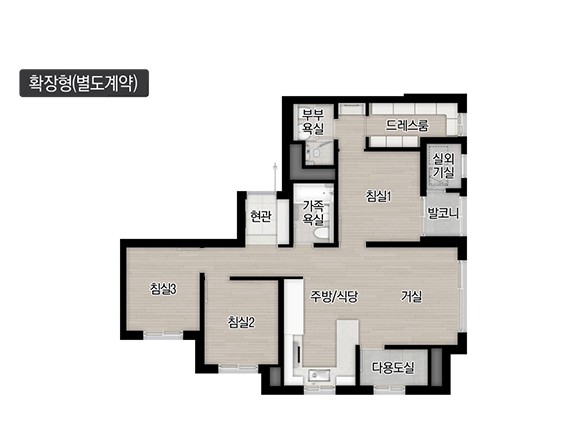 확장형(별도계약)
부부
욕실
드레스룸
실외
기실
침실1
발코니
현관
가족
욕실
침실3
주방/식당
거실
침실2
다용도실